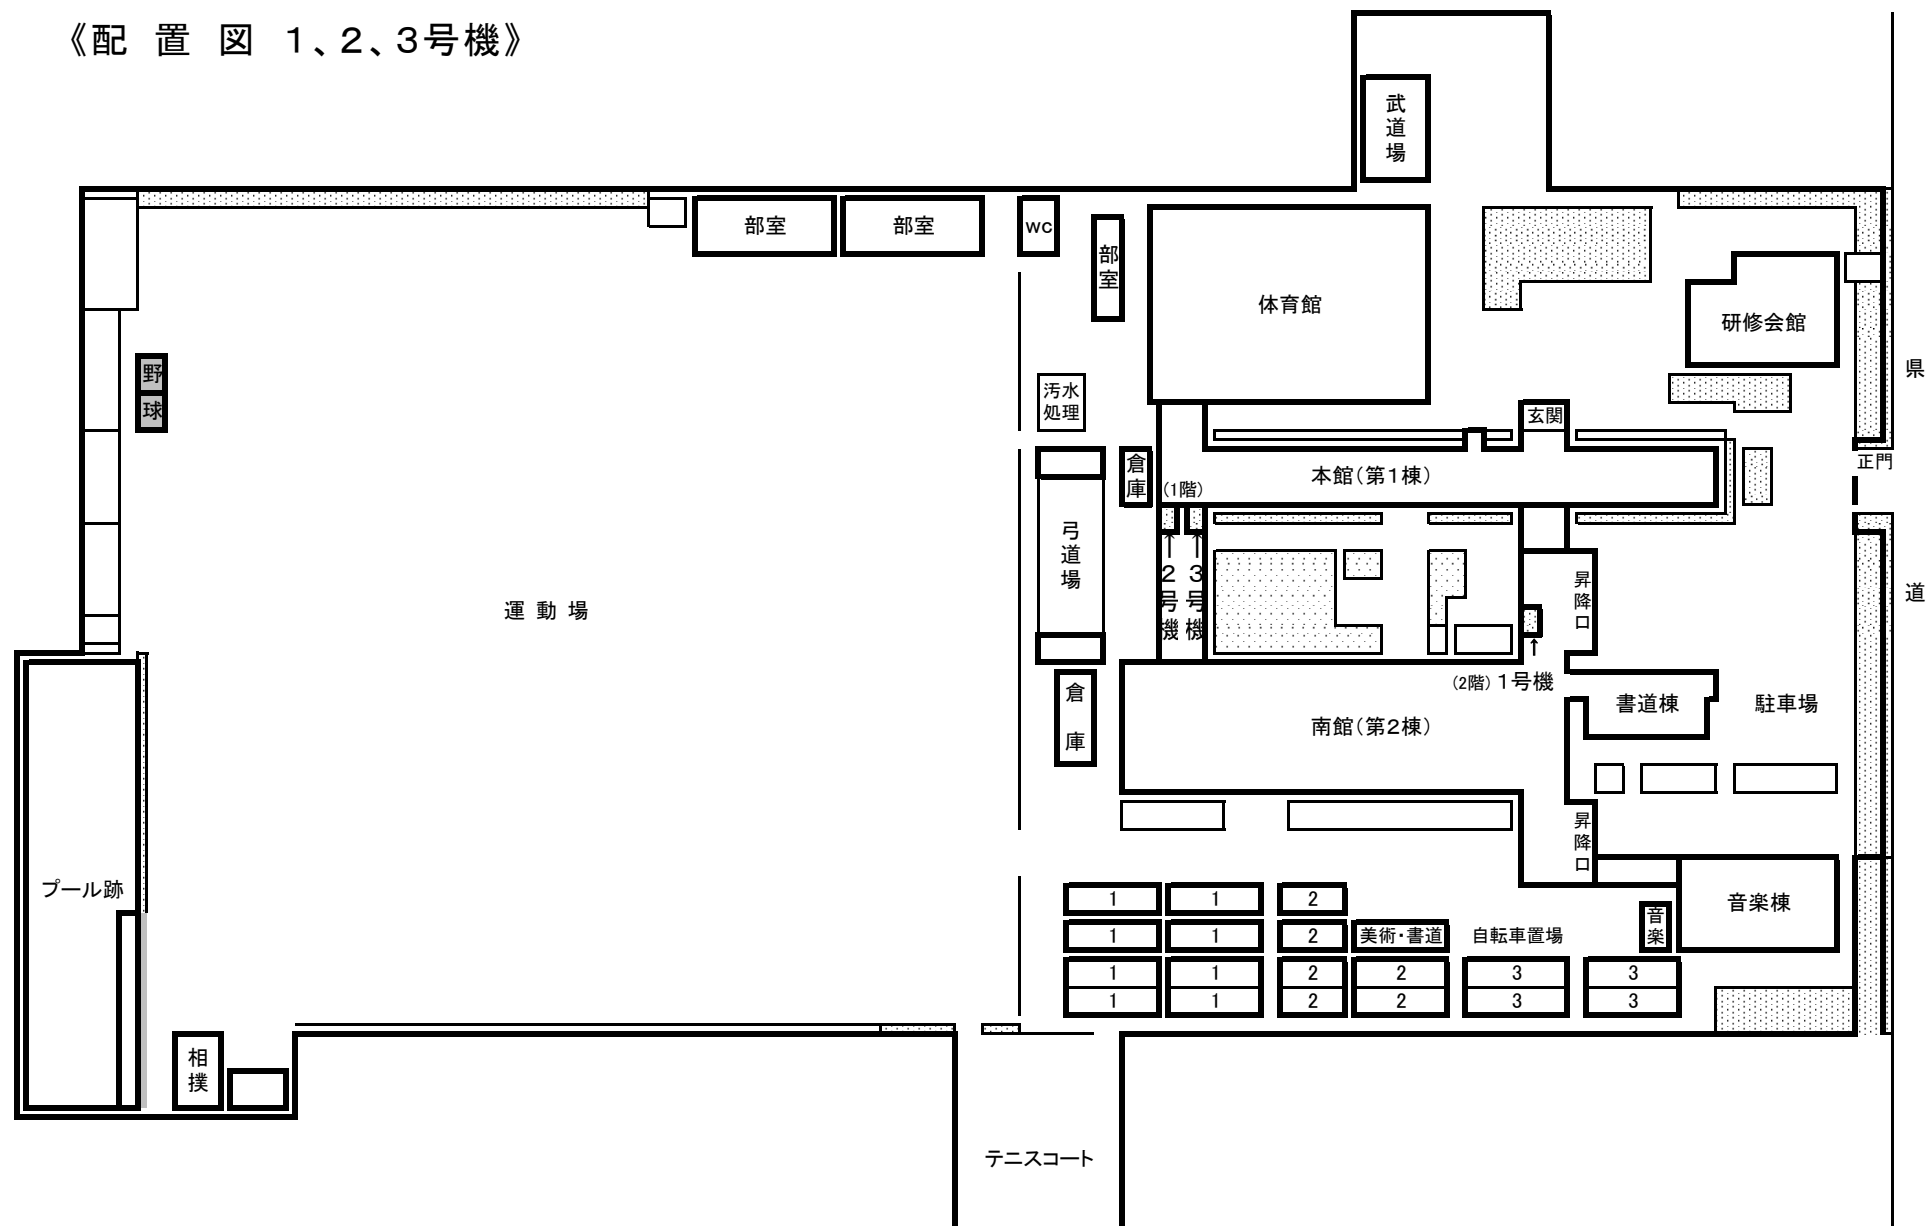 《配 置 図 1、2、3号機》
武道場
部室
部室
WC
部室
体育館
研修会館
野球
県道
汚水
処理
玄関
正門
倉庫
本館(第1棟)
(1階)
弓道場
↑2号機
↑3号機
昇降口
運 動 場
↑
(2階) 1号機
倉庫
書道棟
駐車場
南館(第2棟)
昇降口
プール跡
1 1 2
音楽棟
音楽
1 1 2 美術・書道 自転車置場
1 1 2 2 3 3
1 1 2 2 3 3
相撲
テニスコート